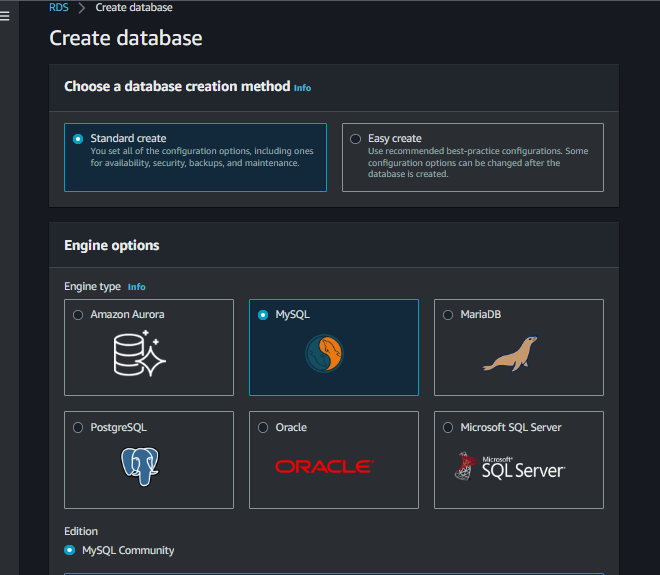 RDS > Create database
Create database
Choose a database creation method Info
Standard create
You set all of the configuration options, including ones
for availability, security, backups, and maintenance.
Easy create
Use recommended best-practice configurations. Some
configuration options can be changed after the
database is created.
Engine options
Engine type Info
Amazon Aurora
MySQL
MariaDB
PostgreSQL
Oracle
ORACLE
Microsoft SQL Server
Microsoft®
SQL Server
Edition
MySQL Community